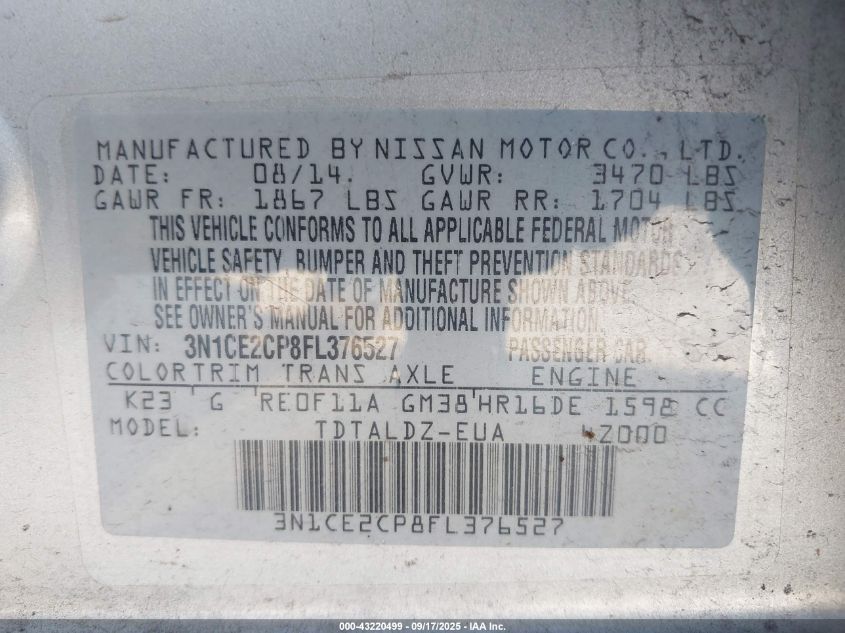 MANUFACTURED BY NISSAN MOTOR CO., LTD.
DATE: 08/14. GVWR: 3470 LBS
GAWR FR: 1867 LBS GAWR RR: 1704 LBS
THIS VEHICLE CONFORMS TO ALL APPLICABLE FEDERAL MOTOR
VEHICLE SAFETY, BUMPER AND THEFT PREVENTION STANDARDS
IN EFFECT ON THE DATE OF MANUFACTURE SHOWN ABOVE.
SEE OWNER'S MANUAL FOR ADDITIONAL INFORMATION.
VIN: 3N1CE2CP8FL376527 PASSENGER CAR
COLOR TRIM TRANS AXLE ENGINE
K23 G RE0F11A GM38 HR16DE 1598 CC
MODEL: TDTALDZ-EUA 4Z000
3N1CE2CP8FL376527
000-43220499 - 09/17/2025 - IAA Inc.